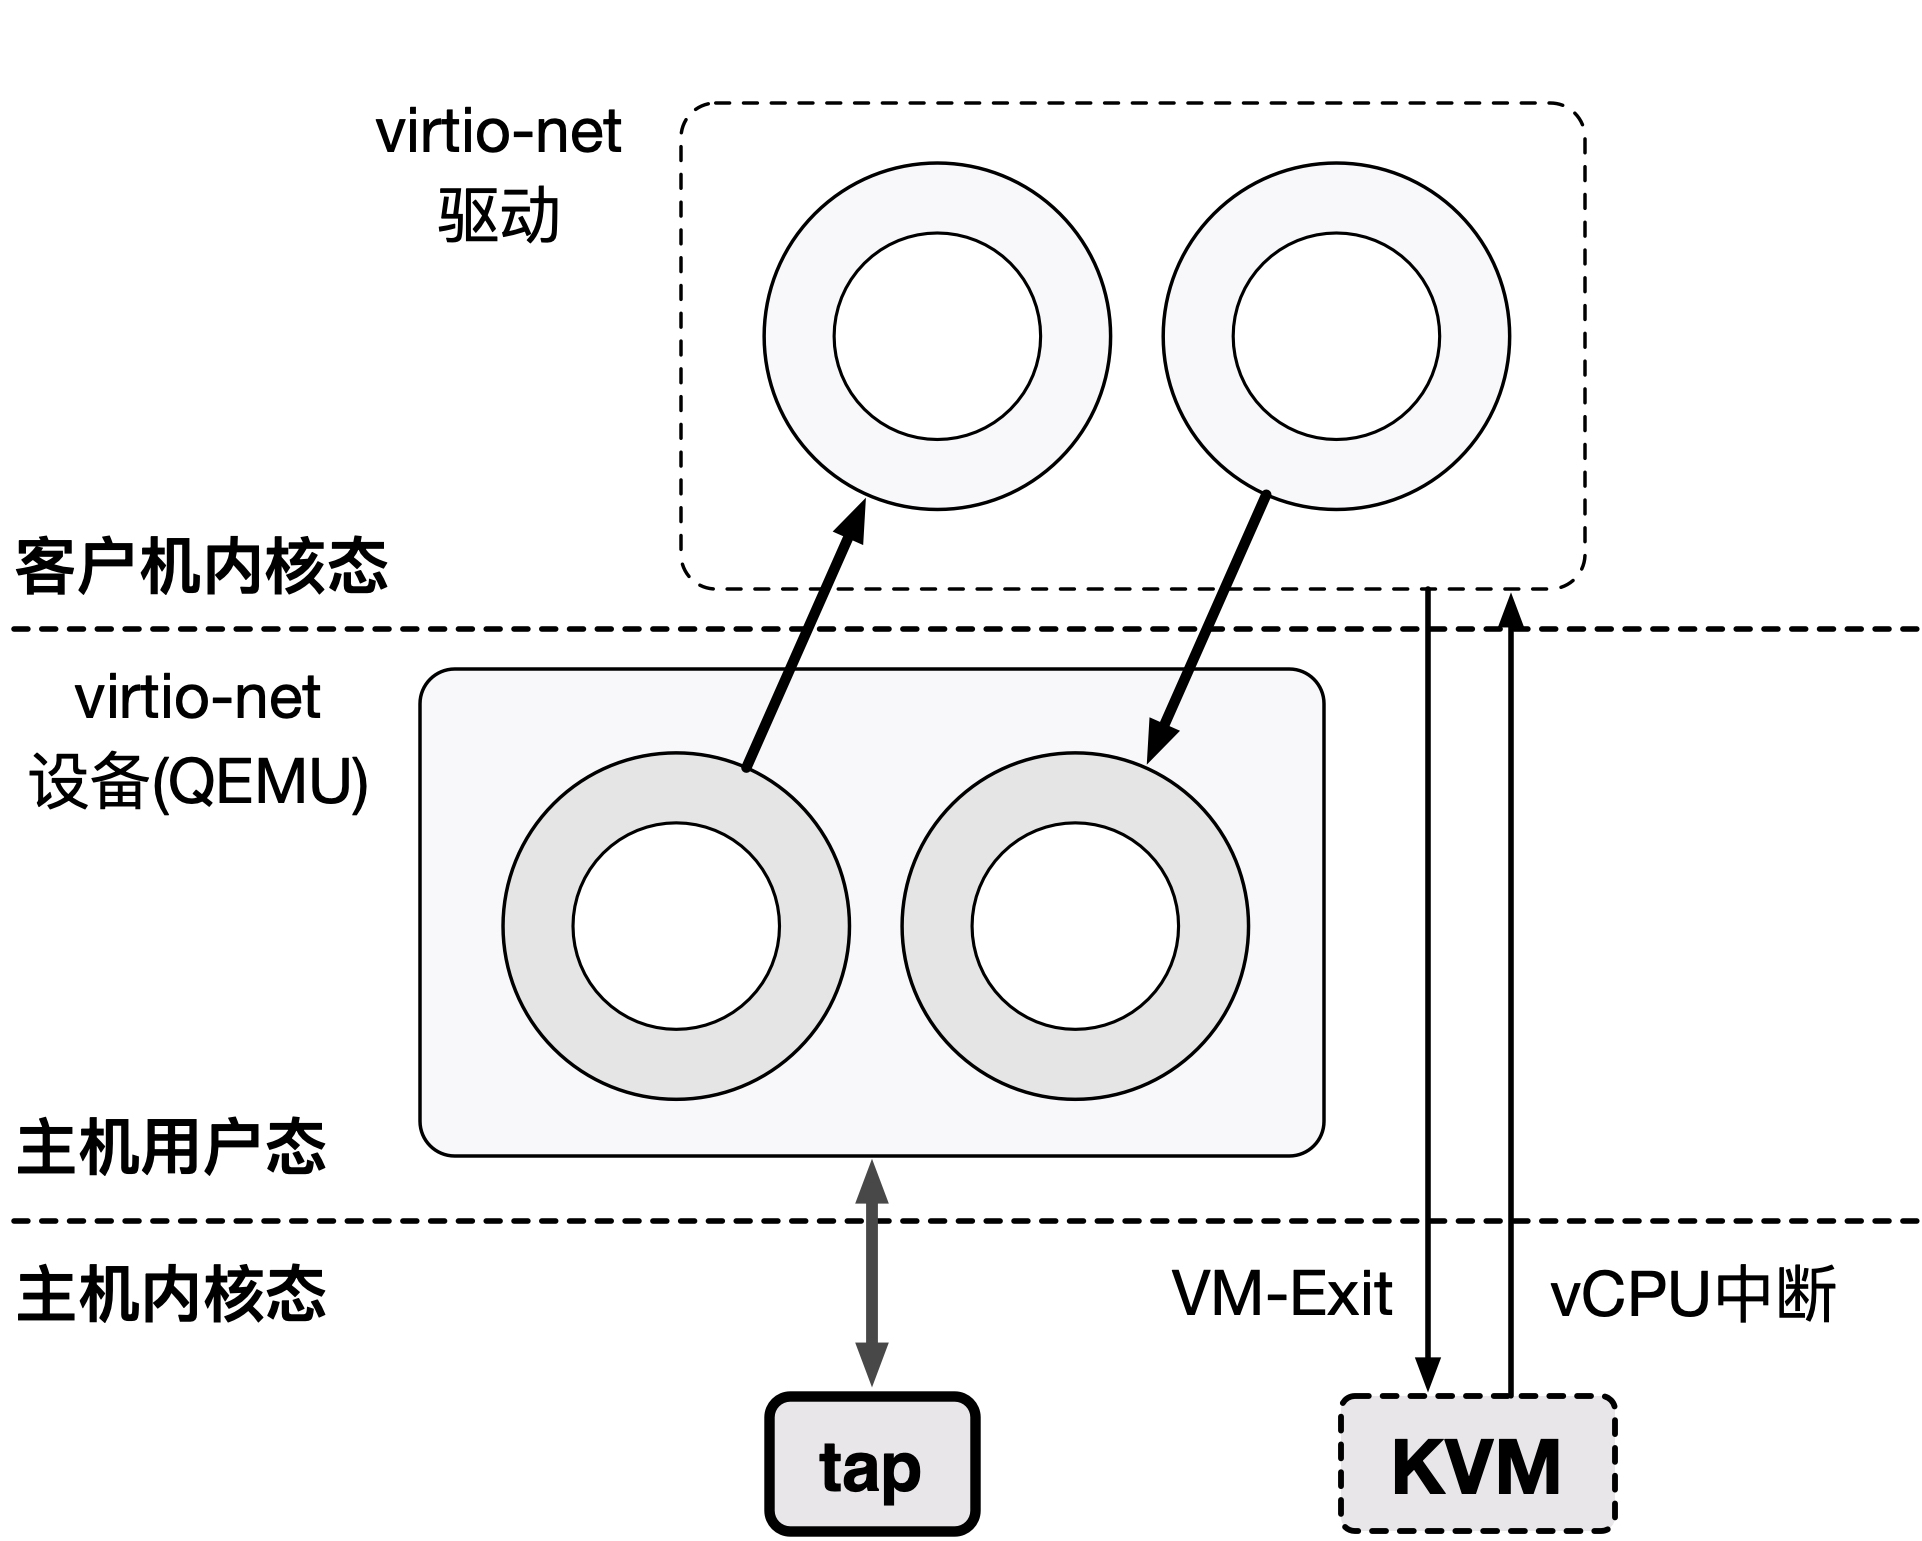 virtio-net
驱动
客户机内核态
virtio-net
设备(QEMU)
主机用户态
主机内核态
VM-Exit
vCPU中断
tap
KVM